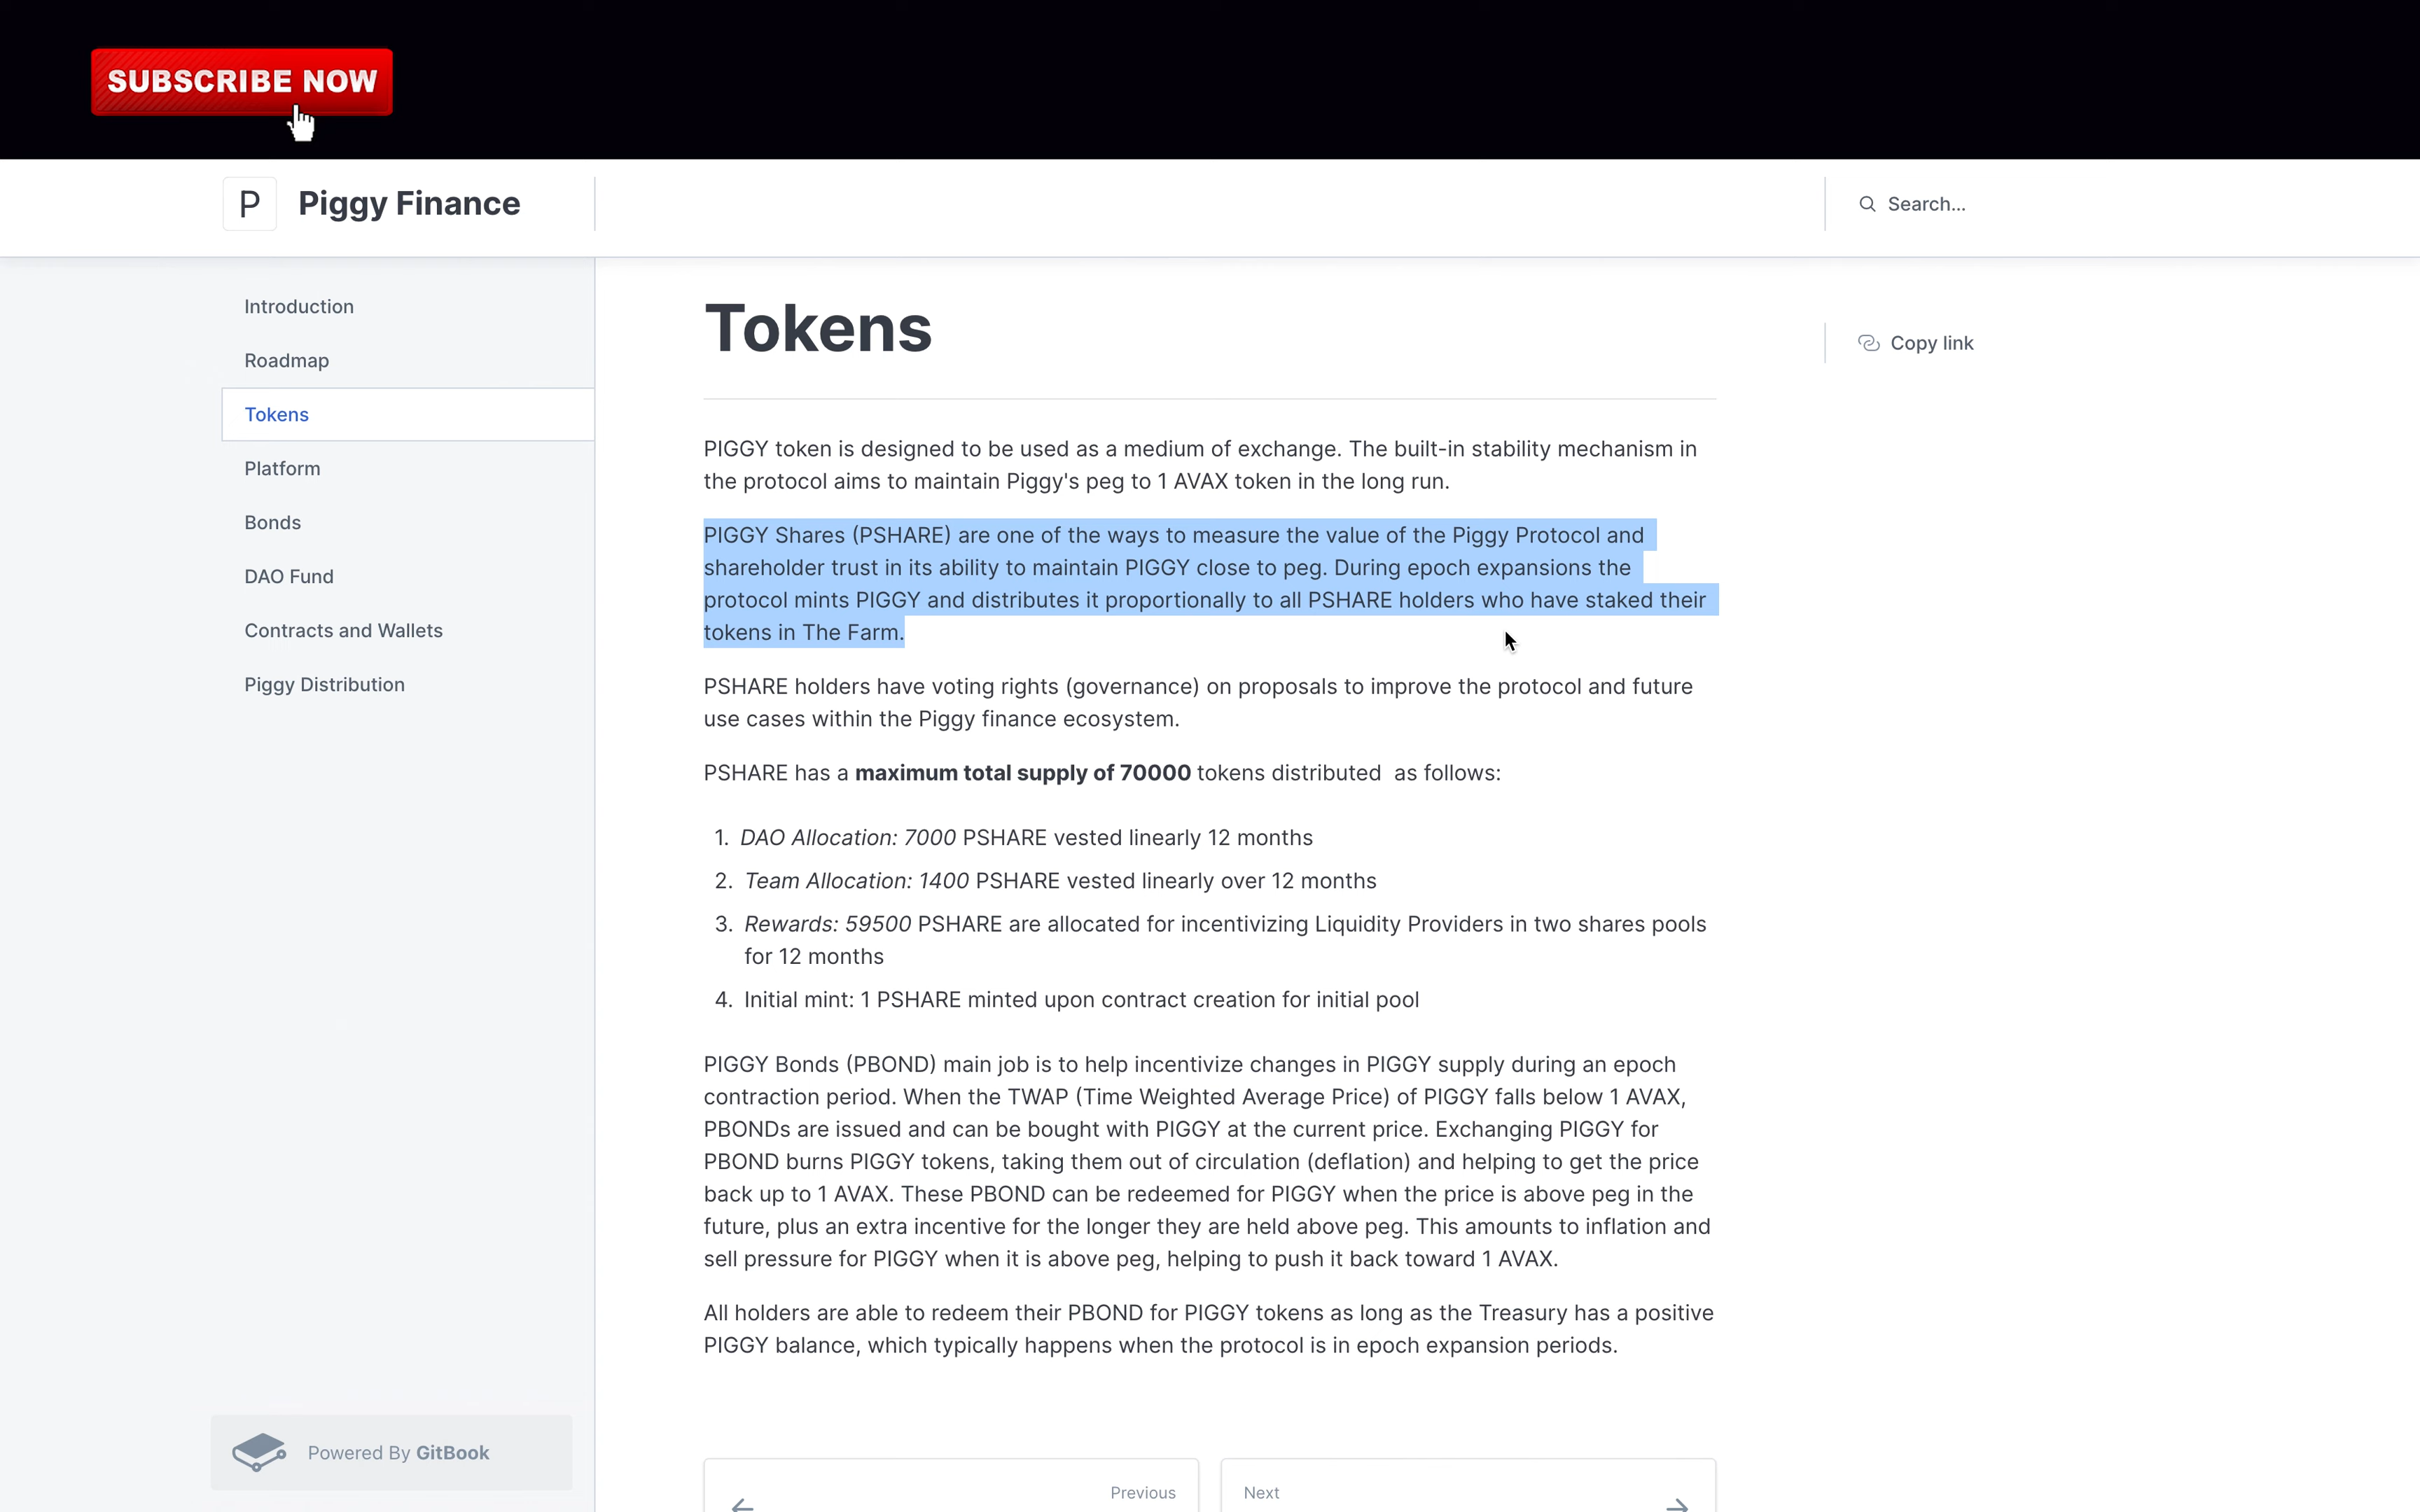 SUBSCRIBE NOW
P Piggy Finance
Search...
Introduction
Roadmap
Tokens
Platform
Bonds
DAO Fund
Contracts and Wallets
Piggy Distribution
Powered By GitBook
Tokens
Copy link
PIGGY token is designed to be used as a medium of exchange. The built-in stability mechanism in
the protocol aims to maintain Piggy's peg to 1 AVAX token in the long run.
PIGGY Shares (PSHARE) are one of the ways to measure the value of the Piggy Protocol and
shareholder trust in its ability to maintain PIGGY close to peg. During epoch expansions the
protocol mints PIGGY and distributes it proportionally to all PSHARE holders who have staked their
tokens in The Farm.
PSHARE holders have voting rights (governance) on proposals to improve the protocol and future
use cases within the Piggy finance ecosystem.
PSHARE has a maximum total supply of 70000 tokens distributed  as follows:
1. DAO Allocation: 7000 PSHARE vested linearly 12 months
2. Team Allocation: 1400 PSHARE vested linearly over 12 months
3. Rewards: 59500 PSHARE are allocated for incentivizing Liquidity Providers in two shares pools
for 12 months
4. Initial mint: 1 PSHARE minted upon contract creation for initial pool
PIGGY Bonds (PBOND) main job is to help incentivize changes in PIGGY supply during an epoch
contraction period. When the TWAP (Time Weighted Average Price) of PIGGY falls below 1 AVAX,
PBONDs are issued and can be bought with PIGGY at the current price. Exchanging PIGGY for
PBOND burns PIGGY tokens, taking them out of circulation (deflation) and helping to get the price
back up to 1 AVAX. These PBOND can be redeemed for PIGGY when the price is above peg in the
future, plus an extra incentive for the longer they are held above peg. This amounts to inflation and
sell pressure for PIGGY when it is above peg, helping to push it back toward 1 AVAX.
All holders are able to redeem their PBOND for PIGGY tokens as long as the Treasury has a positive
PIGGY balance, which typically happens when the protocol is in epoch expansion periods.
Previous
Next